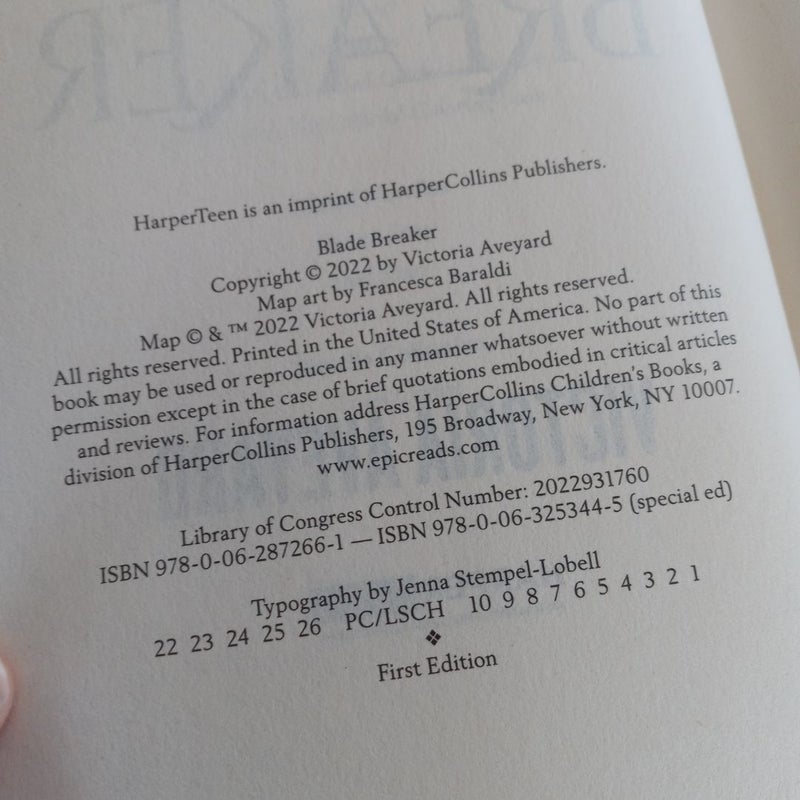 BREAKER
HarperTeen is an imprint of HarperCollins Publishers.
Blade Breaker
Copyright © 2022 by Victoria Aveyard
Map art by Francesca Baraldi
Map © & ™ 2022 Victoria Aveyard. All rights reserved.
All rights reserved. Printed in the United States of America. No part of this
book may be used or reproduced in any manner whatsoever without written
permission except in the case of brief quotations embodied in critical articles
and reviews. For information address HarperCollins Children's Books, a
division of HarperCollins Publishers, 195 Broadway, New York, NY 10007.
www.epicreads.com
Library of Congress Control Number: 2022931760
ISBN 978-0-06-287266-1 — ISBN 978-0-06-325344-5 (special ed)
Typography by Jenna Stempel-Lobell
22 23 24 25 26 PC/LSCH 10 9 8 7 6 5 4 3 2 1
❖
First Edition